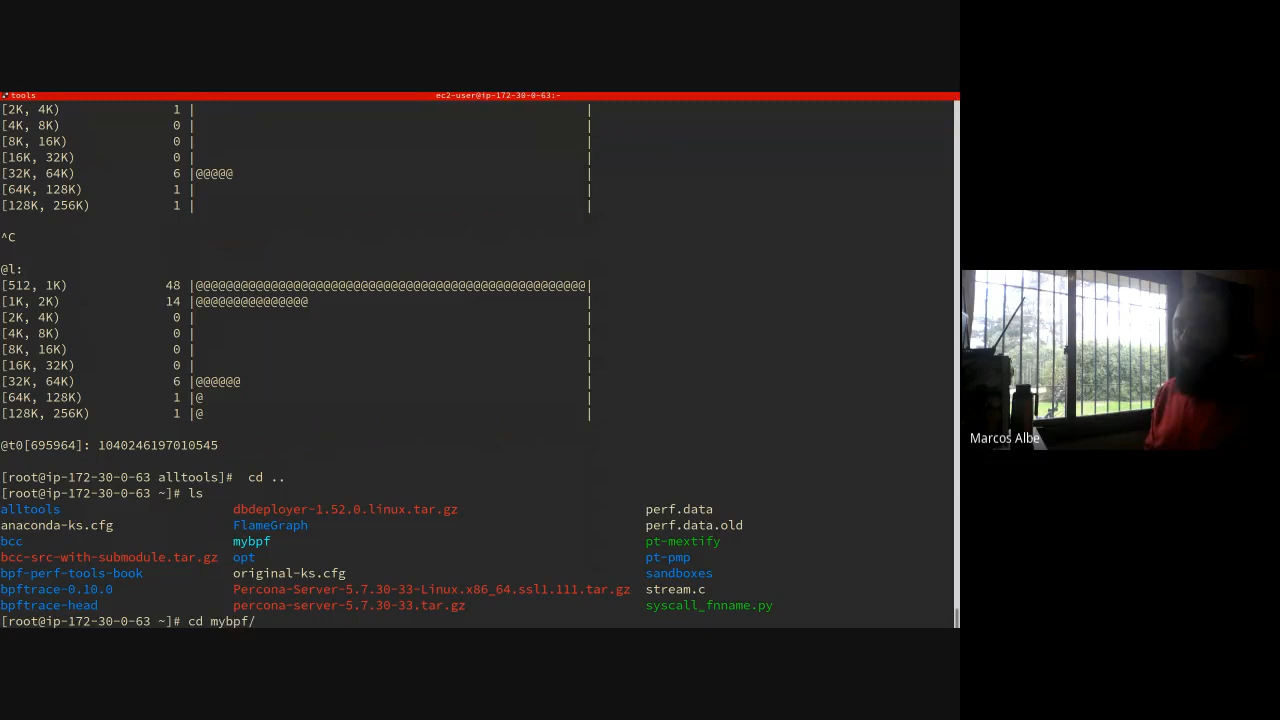 tools ec2-user@ip-172-30-0-63:~
[2K, 4K) 1 | |
[4K, 8K) 0 | |
[8K, 16K) 0 | |
[16K, 32K) 0 | |
[32K, 64K) 6 |@@@@@ |
[64K, 128K) 1 | |
[128K, 256K) 1 | |
^C
@l:
[512, 1K) 48 |@@@@@@@@@@@@@@@@@@@@@@@@@@@@@@@@@@@@@@@@@@@@@@@@@@@@|
[1K, 2K) 14 |@@@@@@@@@@@@@@@ |
[2K, 4K) 0 | |
[4K, 8K) 0 | |
[8K, 16K) 0 | |
[16K, 32K) 0 | |
[32K, 64K) 6 |@@@@@@ |
[64K, 128K) 1 |@ |
[128K, 256K) 1 |@ |
@t0[695964]: 1040246197010545
[root@ip-172-30-0-63 alltools]#  cd ..
[root@ip-172-30-0-63 ~]# ls
alltools dbdeployer-1.52.0.linux.tar.gz perf.data
anaconda-ks.cfg FlameGraph perf.data.old
bcc mybpf pt-mextify
bcc-src-with-submodule.tar.gz opt pt-pmp
bpf-perf-tools-book original-ks.cfg sandboxes
bpftrace-0.10.0 Percona-Server-5.7.30-33-Linux.x86_64.ssl1.111.tar.gz stream.c
bpftrace-head percona-server-5.7.30-33.tar.gz syscall_fnname.py
[root@ip-172-30-0-63 ~]# cd mybpf/
Marcos Albe